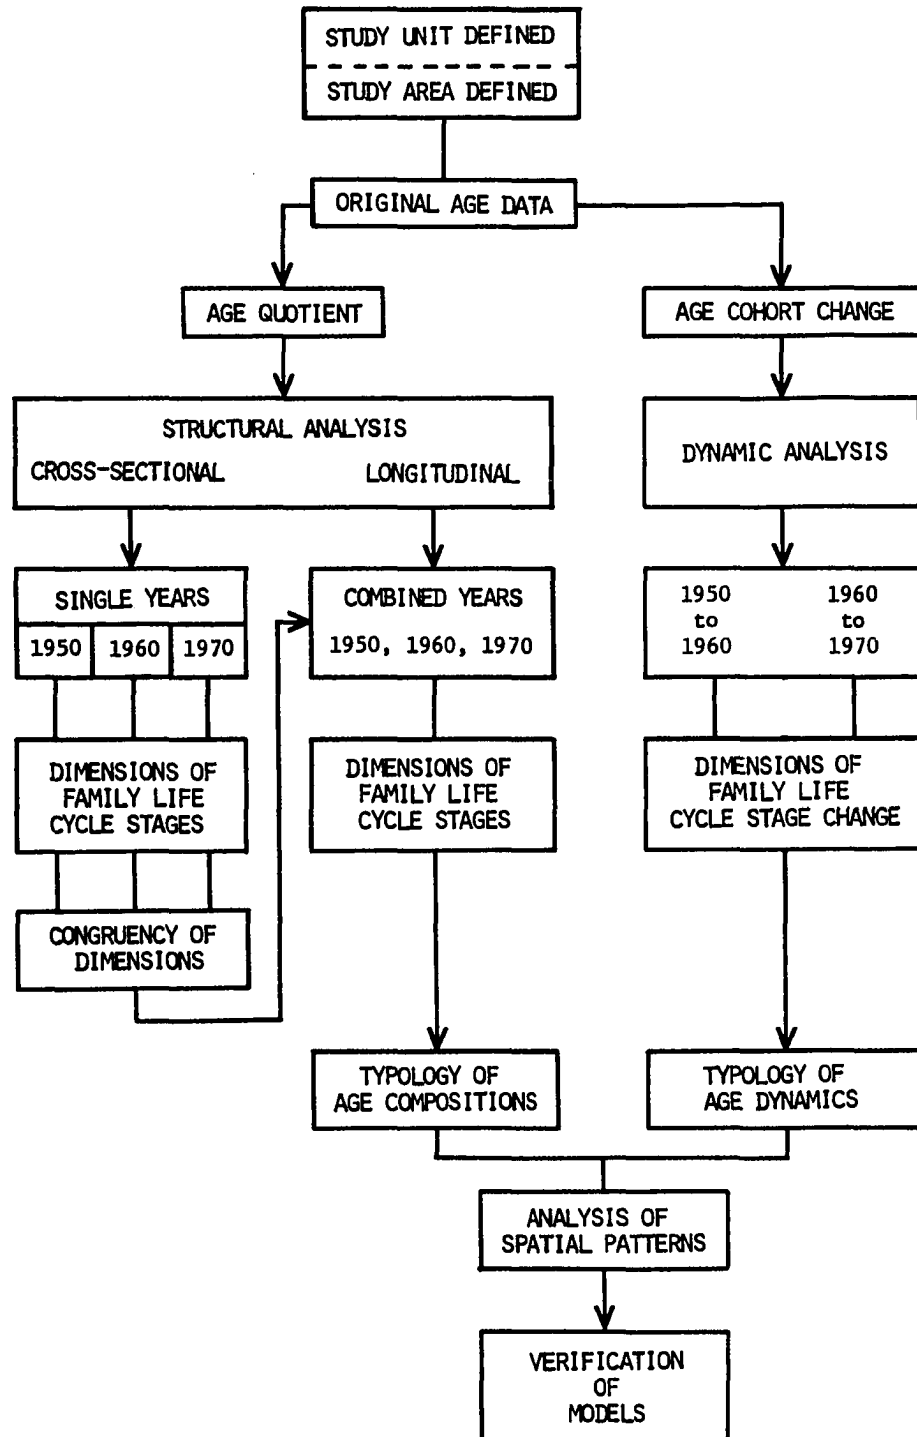 STUDY UNIT DEFINED
STUDY AREA DEFINED
ORIGINAL AGE DATA
AGE QUOTIENT
AGE COHORT CHANGE
STRUCTURAL ANALYSIS
CROSS-SECTIONAL LONGITUDINAL
DYNAMIC ANALYSIS
SINGLE YEARS
1950 1960 1970
COMBINED YEARS
1950, 1960, 1970
1950 1960
to to
1960 1970
DIMENSIONS OF
FAMILY LIFE
CYCLE STAGES
DIMENSIONS OF
FAMILY LIFE
CYCLE STAGES
DIMENSIONS OF
FAMILY LIFE
CYCLE STAGE CHANGE
CONGRUENCY OF
DIMENSIONS
TYPOLOGY OF
AGE COMPOSITIONS
TYPOLOGY OF
AGE DYNAMICS
ANALYSIS OF
SPATIAL PATTERNS
VERIFICATION
OF
MODELS